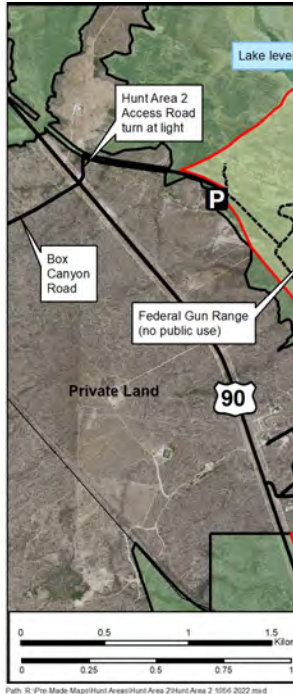 Lake level
Hunt Area 2
Access Road
turn at light
P
Box
Canyon
Road
Federal Gun Range
(no public use)
Private Land
90
0 0.5 1 1.5
Kilo
0 0.25 0.5 0.75 1
Path: R:\Pre-Made Maps\Hunt Areas\Hunt Area 2\Hunt Area 2 1056 2022.mxd